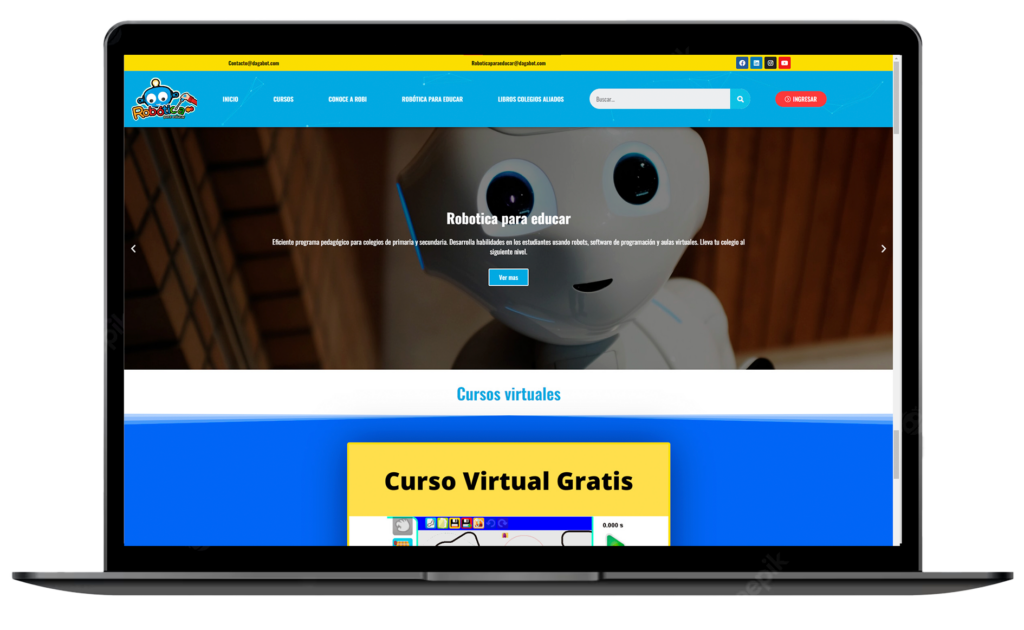 Contacto@dagabot.com
Roboticaparaeducar@dagabot.com
Robótica
INICIO
CURSOS
CONOCE A ROBI
ROBÓTICA PARA EDUCAR
LIBROS COLEGIOS ALIADOS
Buscar...
INGRESAR
Robotica para educar
Eficiente programa pedagógico para colegios de primaria y secundaria. Desarrolla habilidades en los estudiantes usando robots, software de programación y aulas virtuales. Lleva tu colegio al
siguiente nivel.
Ver mas
Cursos virtuales
Curso Virtual Gratis
0.000 s